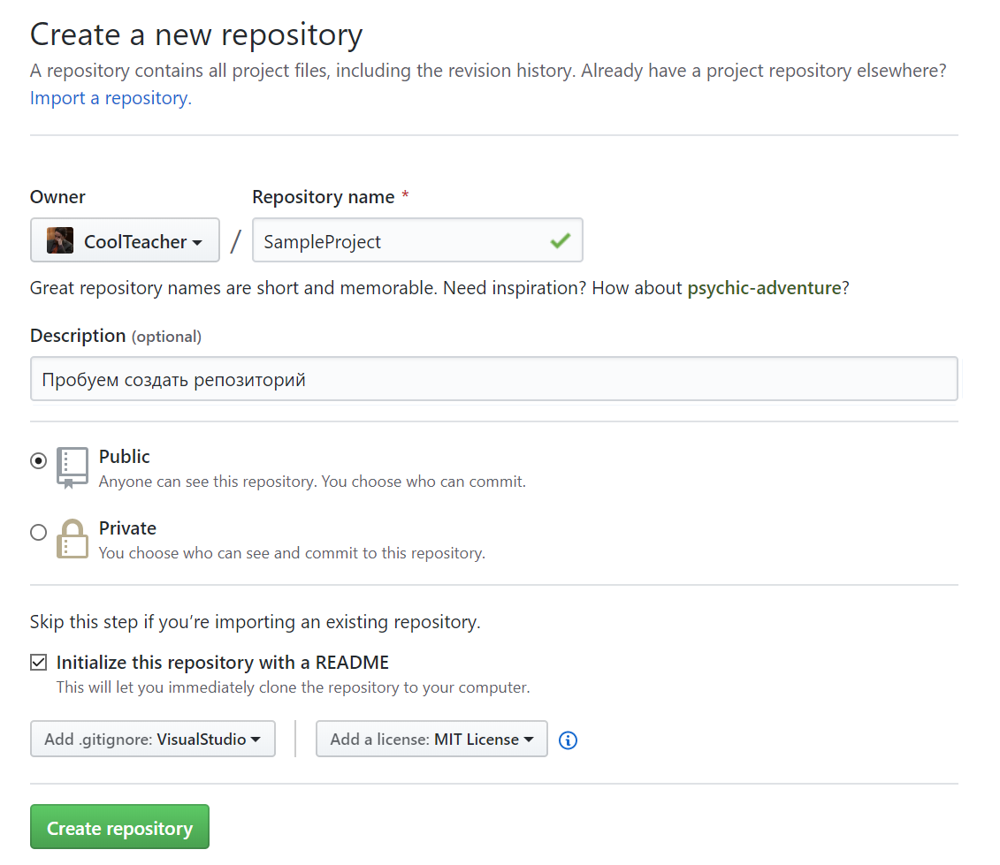 Create a new repository
A repository contains all project files, including the revision history. Already have a project repository elsewhere?
Import a repository.
Owner
Repository name *
CoolTeacher
/
SampleProject
Great repository names are short and memorable. Need inspiration? How about psychic-adventure?
Description (optional)
Пробуем создать репозиторий
Public
Anyone can see this repository. You choose who can commit.
Private
You choose who can see and commit to this repository.
Skip this step if you’re importing an existing repository.
Initialize this repository with a README
This will let you immediately clone the repository to your computer.
Add .gitignore: VisualStudio
Add a license: MIT License
Create repository